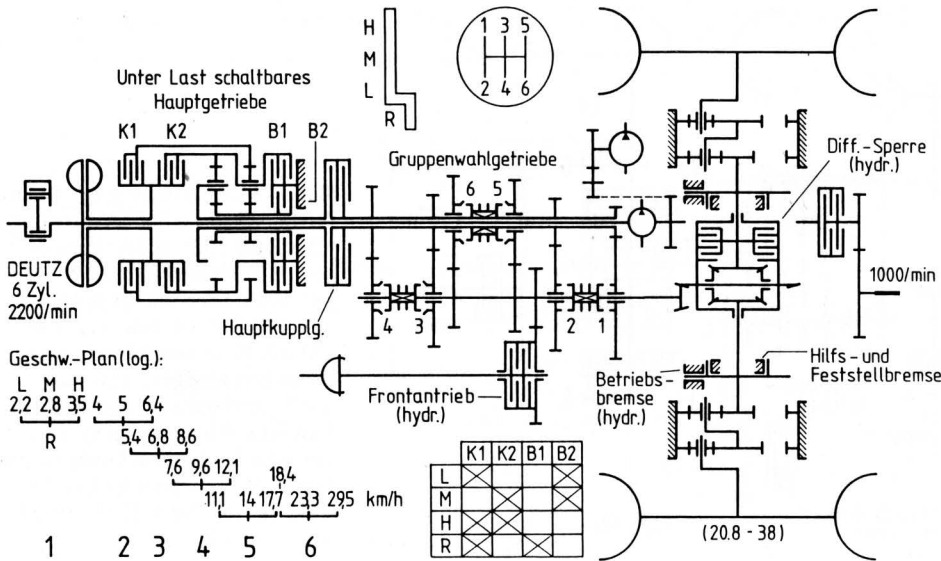 H
M
L
R
1 3 5
2 4 6
Unter Last schaltbares
Hauptgetriebe
K1 K2 B1 B2
Gruppenwahlgetriebe
6 5
Diff.-Sperre
(hydr.)
DEUTZ
6 Zyl.
2200/min
1000/min
4 3
2 1
Hauptkupplg.
Frontantrieb
(hydr.)
Betriebs-
bremse
(hydr.)
Hilfs- und
Feststellbremse
Geschw.-Plan (log.):
L M H
2,2 2,8 3,5 4 5 6,4
R
5,4 6,8 8,6
7,6 9,6 12,1
18,4
11,1 14 17,7 23,3 29,5 km/h
1 2 3 4 5 6
K1 K2 B1 B2
L
M
H
R
(20.8 - 38)